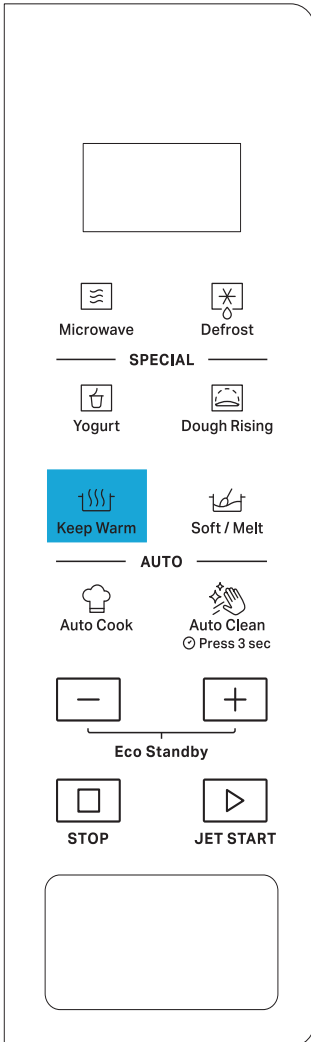 Microwave Defrost
SPECIAL
Yogurt Dough Rising
Keep Warm Soft / Melt
AUTO
Auto Cook Auto Clean
Press 3 sec
Eco Standby
STOP JET START